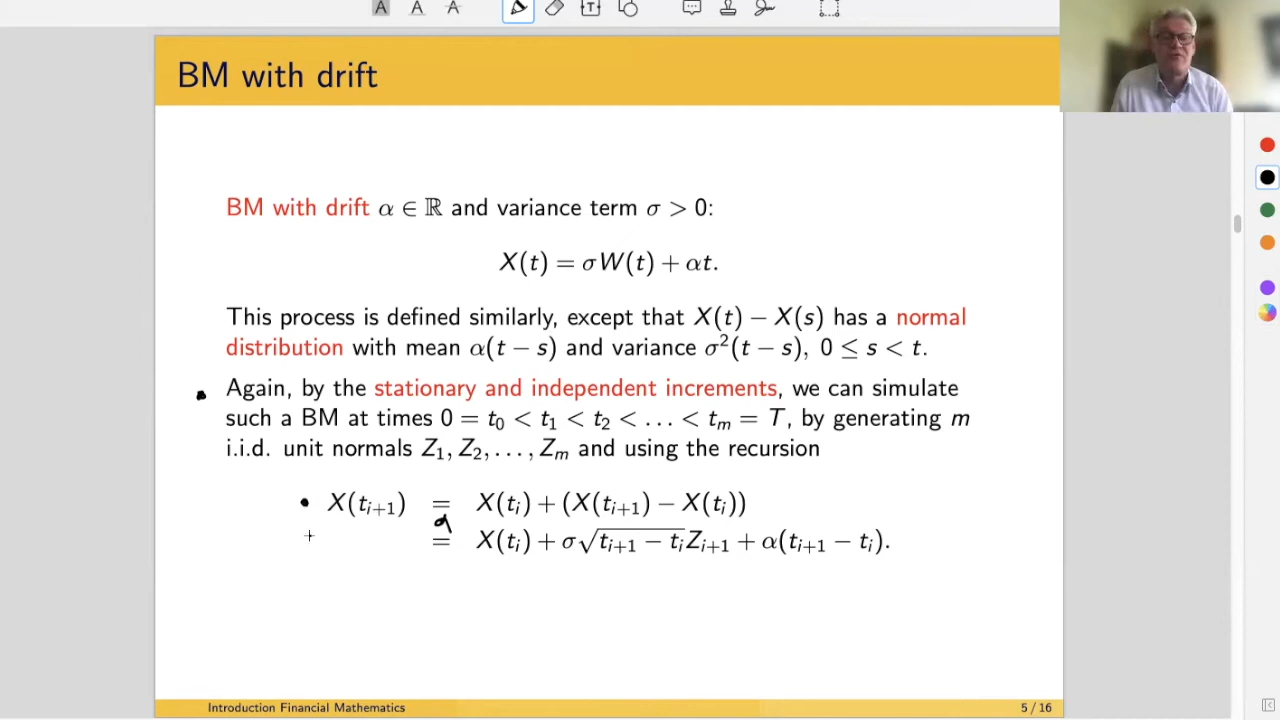 BM with drift
BM with drift α ∈ ℝ and variance term σ > 0:
X(t) = σW(t) + αt.
This process is defined similarly, except that X(t) − X(s) has a normal
distribution with mean α(t − s) and variance σ²(t − s), 0 ≤ s < t.
Again, by the stationary and independent increments, we can simulate
such a BM at times 0 = t₀ < t₁ < t₂ < . . . < tₘ = T, by generating m
i.i.d. unit normals Z₁, Z₂, . . . , Zₘ and using the recursion
• X(tᵢ₊₁) = X(tᵢ) + (X(tᵢ₊₁) − X(tᵢ))
d
= X(tᵢ) + σ√(tᵢ₊₁ − tᵢ)Zᵢ₊₁ + α(tᵢ₊₁ − tᵢ).
Introduction Financial Mathematics 5 / 16